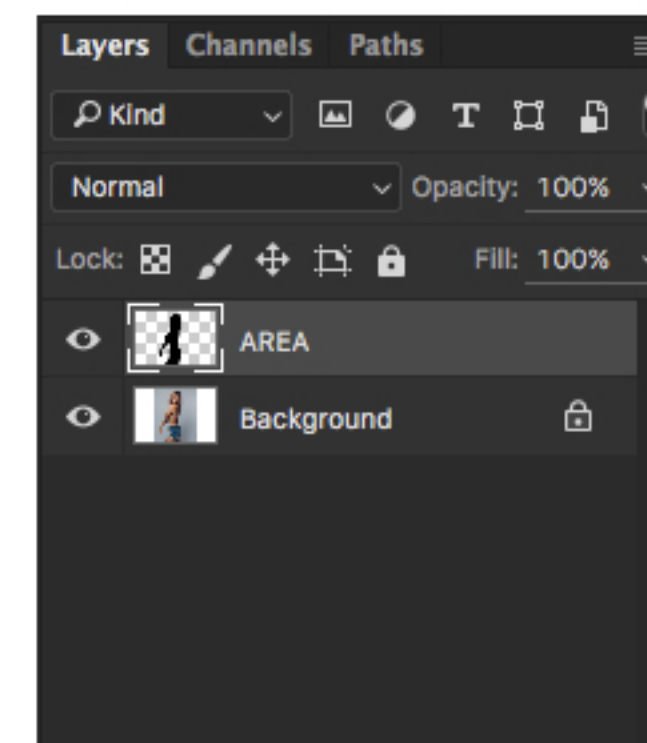 Layers Channels Paths
Kind T
Normal Opacity: 100%
Lock: Fill: 100%
AREA
Background